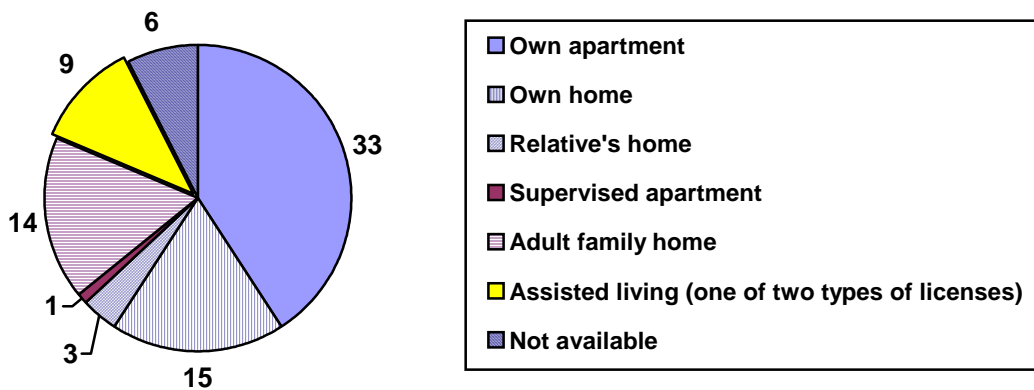 6
9
33
14
1
3
15
Own apartment
Own home
Relative's home
Supervised apartment
Adult family home
Assisted living (one of two types of licenses)
Not available